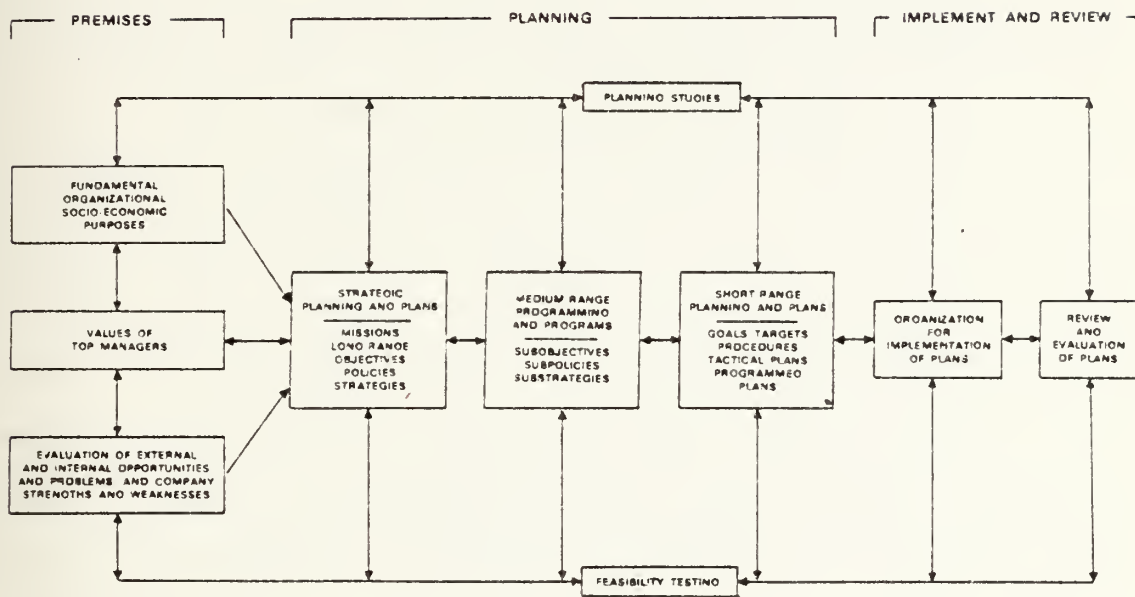 PREMISES
PLANNING
IMPLEMENT AND REVIEW
PLANNING STUDIES
FUNDAMENTAL
ORGANIZATIONAL
SOCIO-ECONOMIC
PURPOSES
VALUES OF
TOP MANAGERS
EVALUATION OF EXTERNAL
AND INTERNAL OPPORTUNITIES
AND PROBLEMS AND COMPANY
STRENGTHS AND WEAKNESSES
STRATEGIC
PLANNING AND PLANS
MISSIONS
LONG RANGE
OBJECTIVES
POLICIES
STRATEGIES
MEDIUM RANGE
PROGRAMMING
AND PROGRAMS
SUBOBJECTIVES
SUBPOLICIES
SUBSTRATEGIES
SHORT RANGE
PLANNING AND PLANS
GOALS TARGETS
PROCEDURES
TACTICAL PLANS
PROGRAMMED
PLANS
ORGANIZATION
FOR
IMPLEMENTATION
OF PLANS
REVIEW
AND
EVALUATION
OF PLANS
FEASIBILITY TESTING